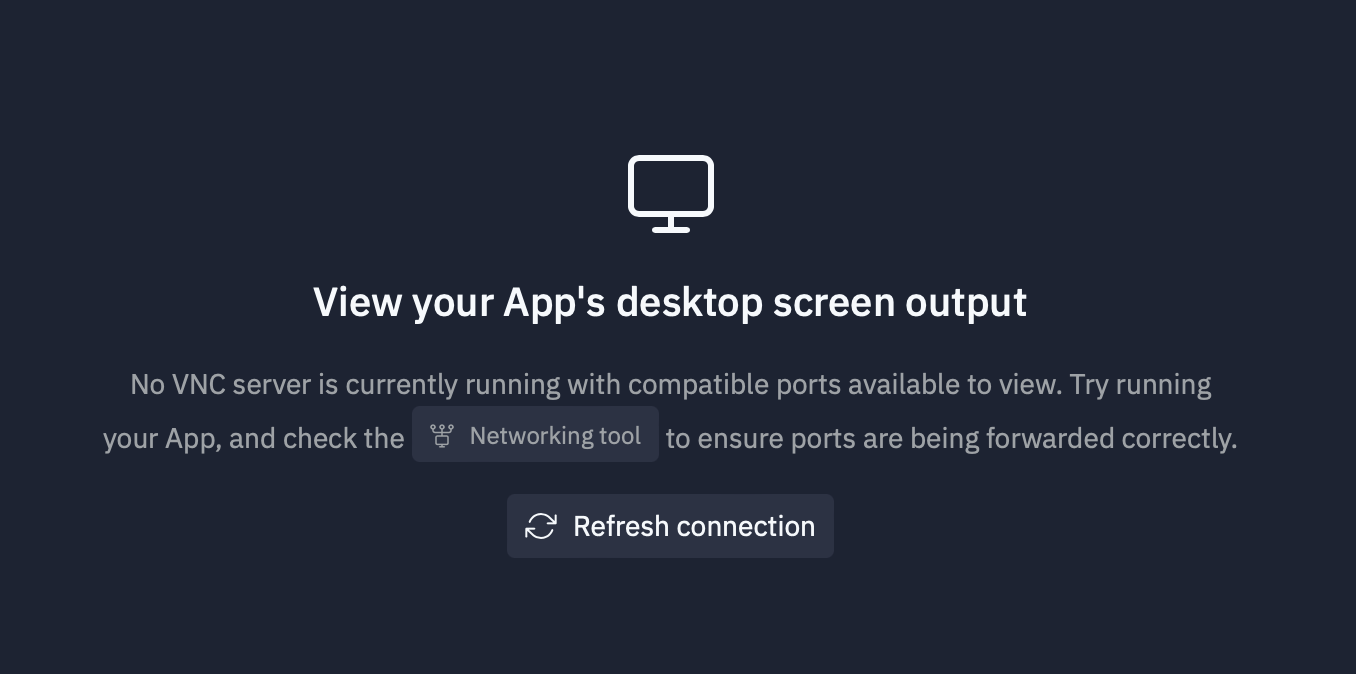 View your App's desktop screen output
No VNC server is currently running with compatible ports available to view. Try running
your App, and check the Networking tool to ensure ports are being forwarded correctly.
Refresh connection